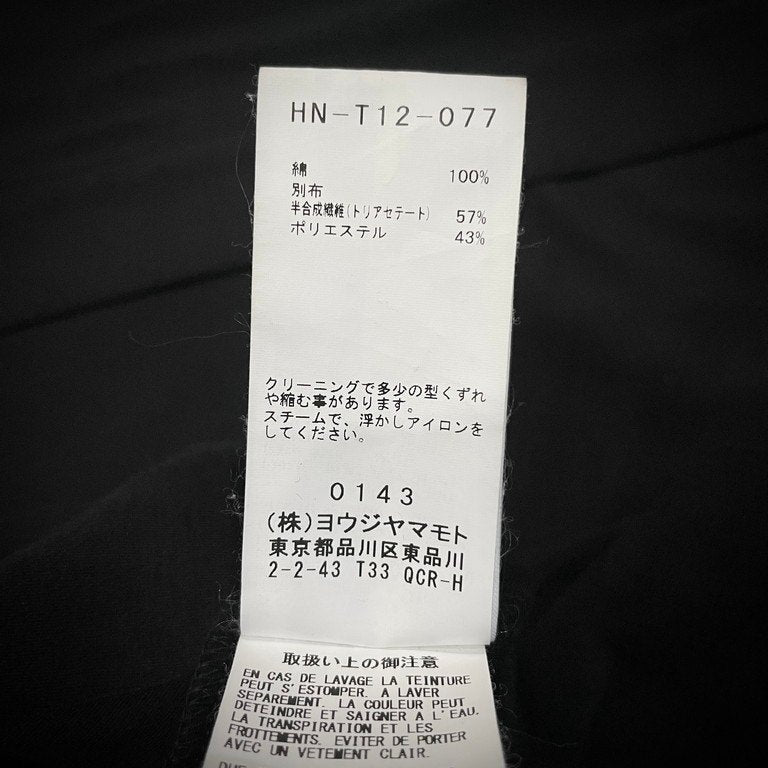 HN-T12-077
綿 100%
別布
半合成繊維(トリアセテート) 57%
ポリエステル 43%
クリーニングで多少の型くずれ
や縮む事があります。
スチームで、浮かしアイロンを
してください。
0143
(株)ヨウジヤマモト
東京都品川区東品川
2-2-43 T33 QCR-H
取扱い上の御注意
EN CAS DE LAVAGE LA TEINTURE
PEUT S'ESTOMPER. A LAVER
SEPAREMENT. LA COULEUR PEUT
DETEINDRE ET SAIGNER A L'EAU,
LA TRANSPIRATION ET LES
FROTTEMENTS. EVITER DE PORTER
AVEC UN VETEMENT CLAIR.